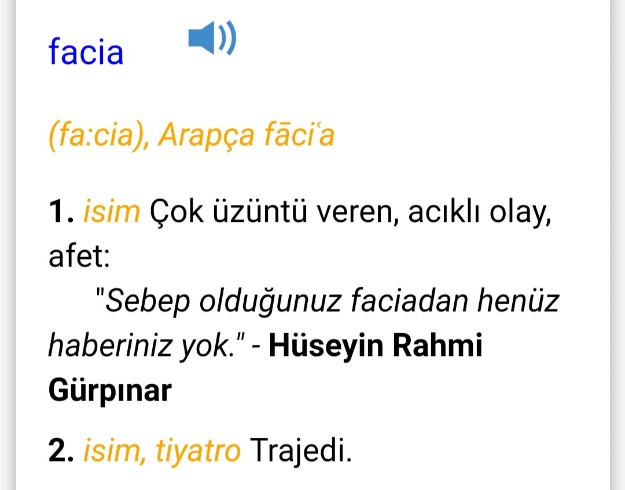 facia
(fa:cia), Arapça fāciʿa
1. isim Çok üzüntü veren, acıklı olay,
afet:
"Sebep olduğunuz faciadan henüz
haberiniz yok." - Hüseyin Rahmi
Gürpınar
2. isim, tiyatro Trajedi.